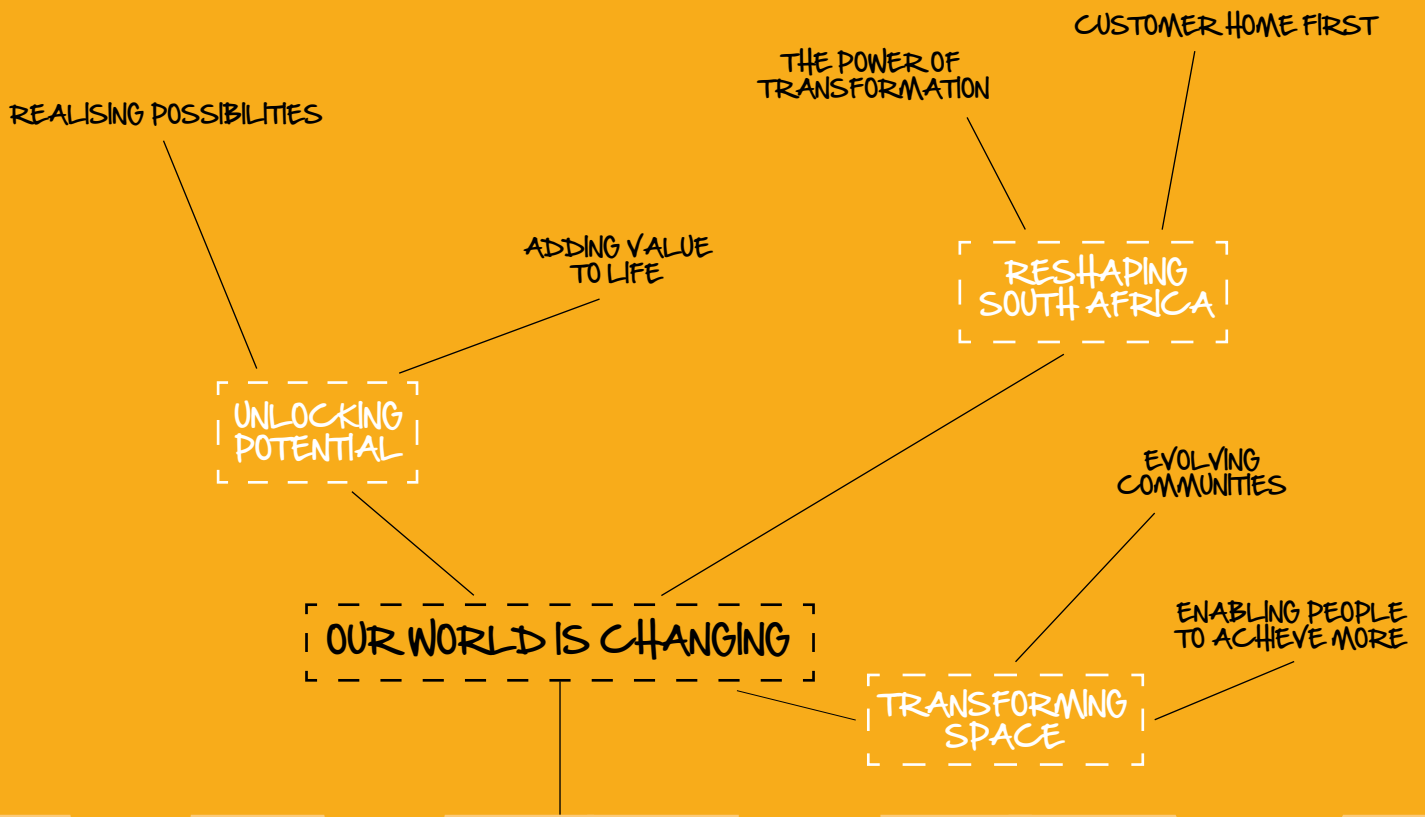 CUSTOMER HOME FIRST
THE POWER OF
TRANSFORMATION
REALISING POSSIBILITIES
ADDING VALUE
TO LIFE
RESHAPING
SOUTH AFRICA
UNLOCKING
POTENTIAL
EVOLVING
COMMUNITIES
ENABLING PEOPLE
TO ACHIEVE MORE
OUR WORLD IS CHANGING
TRANSFORMING
SPACE